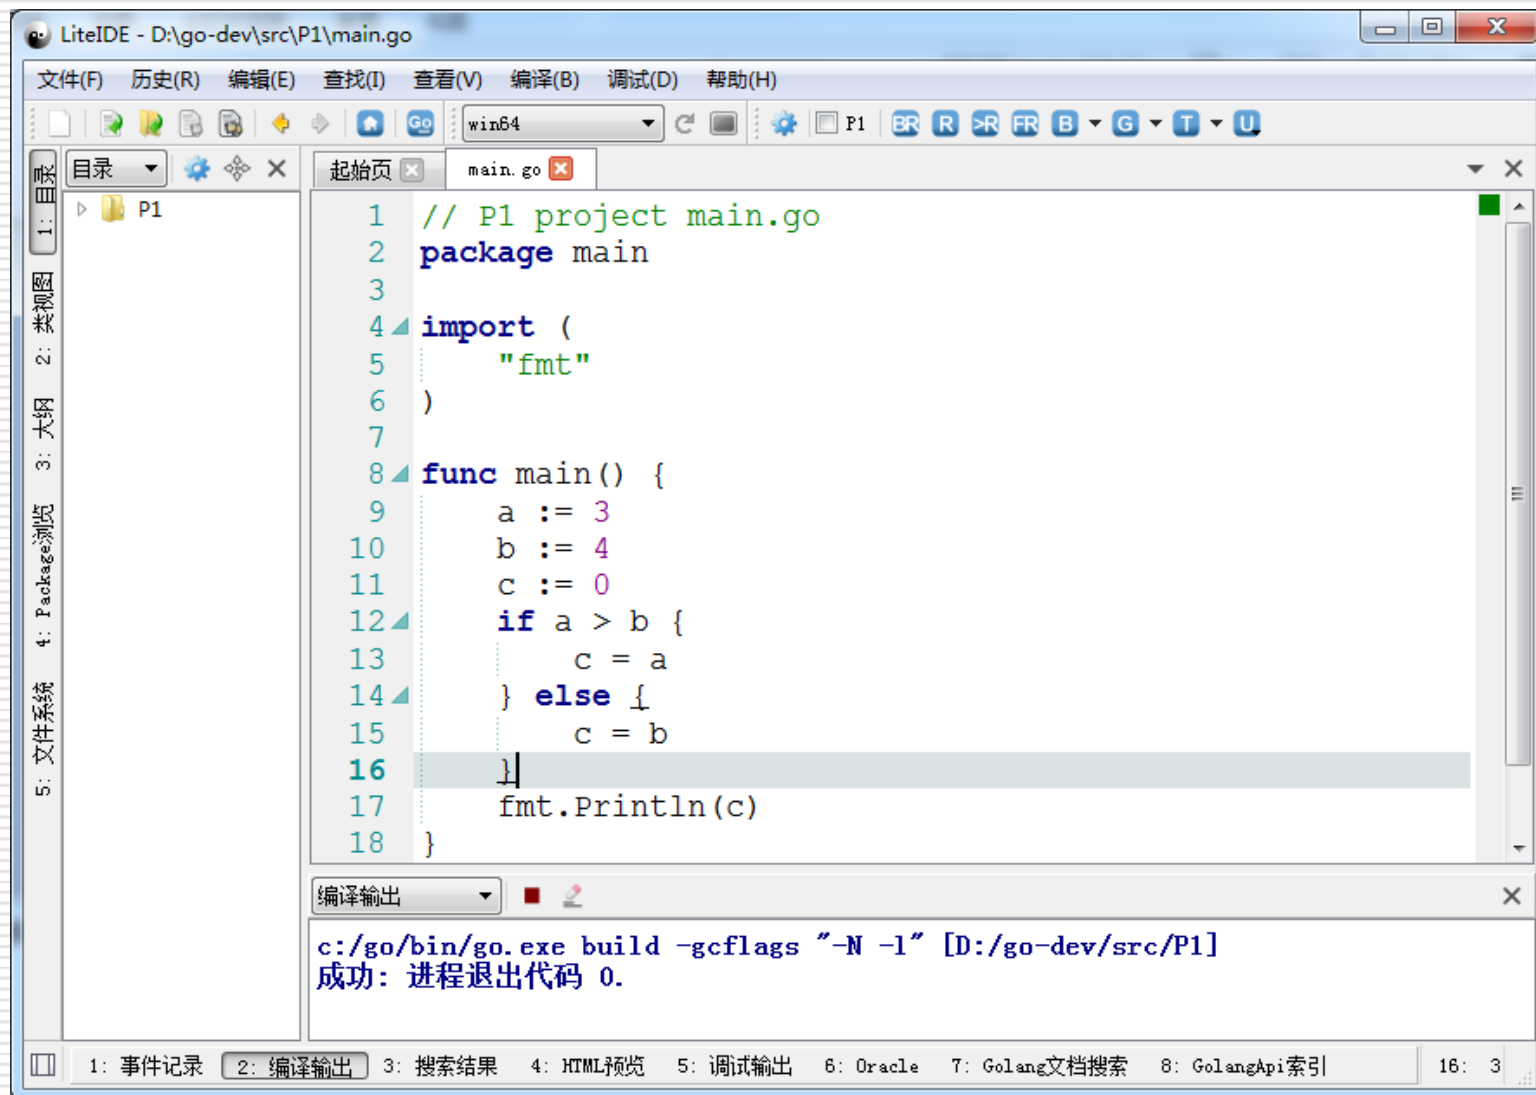 LiteIDE - D:\go-dev\src\P1\main.go
文件(F) 历史(R) 编辑(E) 查找(I) 查看(V) 编译(B) 调试(D) 帮助(H)
Go win64 P1 BR R >R FR B G T U
1: 目录
2: 类视图
3: 大纲
4: Package浏览
5: 文件系统
目录
P1
起始页 main.go
1 // P1 project main.go
2 package main
3
4 import (
5 "fmt"
6 )
7
8 func main() {
9 a := 3
10 b := 4
11 c := 0
12 if a > b {
13 c = a
14 } else {
15 c = b
16 }
17 fmt.Println(c)
18 }
编译输出
c:/go/bin/go.exe build -gcflags "-N -l" [D:/go-dev/src/P1]
成功: 进程退出代码 0.
1: 事件记录 2: 编译输出 3: 搜索结果 4: HTML预览 5: 调试输出 6: Oracle 7: Golang文档搜索 8: GolangApi索引 16: 3